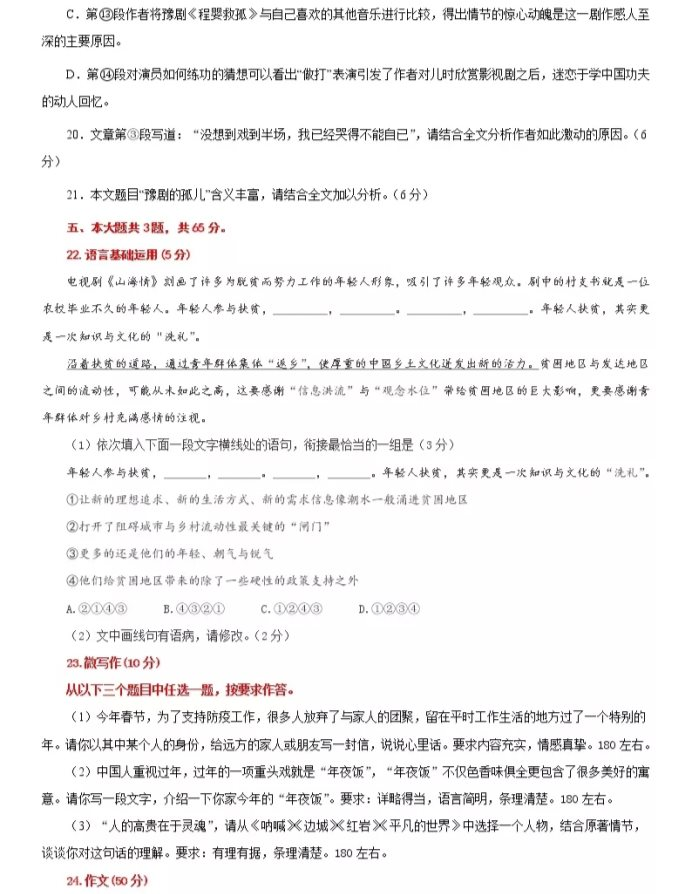 C. 第⑬段作者将豫剧《程婴救孤》与自己喜欢的其他音乐进行比较，得出情节的惊心动魄是这一剧作感人至
深的主要原因。
D. 第⑭段对演员如何练功的猜想可以看出“做打”表演引发了作者对儿时欣赏影视剧之后，迷恋于学中国功夫
的动人回忆。
20. 文章第③段写道：“没想到戏到半场，我已经哭得不能自已”，请结合全文分析作者如此激动的原因。（6
分）
21. 本文题目“豫剧的孤儿”含义丰富，请结合全文加以分析。（6分）
五、本大题共3题，共65分。
22. 语言基础运用（5分）
电视剧《山海情》刻画了许多为脱贫而努力工作的年轻人形象，吸引了许多年轻观众。剧中的村支书就是一位
农校毕业不久的年轻人。年轻人参与扶贫，________，________。________，________。年轻人扶贫，其实更
是一次知识与文化的“洗礼”。
沿着扶贫的道路，通过青年群体集体“返乡”，使厚重的中国乡土文化迸发出新的活力。贫困地区与发达地区
之间的流动性，可能从未如此之高，这要感谢“信息洪流”与“观念水位”带给贫困地区的巨大影响，更要感谢青
年群体对乡村充满感情的注视。
（1）依次填入下面一段文字横线处的语句，衔接最恰当的一组是（3分）
年轻人参与扶贫，______，______。______，______。年轻人扶贫，其实更是一次知识与文化的“洗礼”。
①让新的理想追求、新的生活方式、新的需求信息像潮水一般涌进贫困地区
②打开了阻碍城市与乡村流动性最关键的“闸门”
③更多的还是他们的年轻、朝气与锐气
④他们给贫困地区带来的除了一些硬性的政策支持之外
A.②①④③ B.④③②① C.①②④③ D.①②③④
（2）文中画线句有语病，请修改。（2分）
23. 微写作（10分）
从以下三个题目中任选一题，按要求作答。
（1）今年春节，为了支持防疫工作，很多人放弃了与家人的团聚，留在平时工作生活的地方过了一个特别的
年。请你以其中某个人的身份，给远方的家人或朋友写一封信，说说心里话。要求内容充实，情感真挚。180左右。
（2）中国人重视过年，过年的一项重头戏就是“年夜饭”，“年夜饭”不仅色香味俱全更包含了很多美好的寓
意。请你写一段文字，介绍一下你家今年的“年夜饭”。要求：详略得当，语言简明，条理清楚。180左右。
（3）“人的高贵在于灵魂”，请从《呐喊》《边城》《红岩》《平凡的世界》中选择一个人物，结合原著情节，
谈谈你对这句话的理解。要求：有理有据，条理清楚。180左右。
24. 作文（50分）